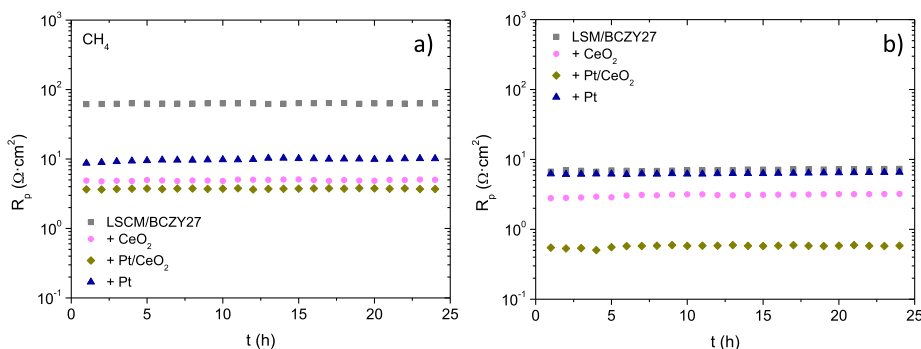 CH₄
a)
10³
10²
10¹
10⁰
10⁻¹
Rₚ (Ω·cm²)
LSCM/BCZY27
+ CeO₂
+ Pt/CeO₂
+ Pt
0 5 10 15 20 25
t (h)
b)
10³
10²
10¹
10⁰
10⁻¹
Rₚ (Ω·cm²)
LSM/BCZY27
+ CeO₂
+ Pt/CeO₂
+ Pt
0 5 10 15 20 25
t (h)